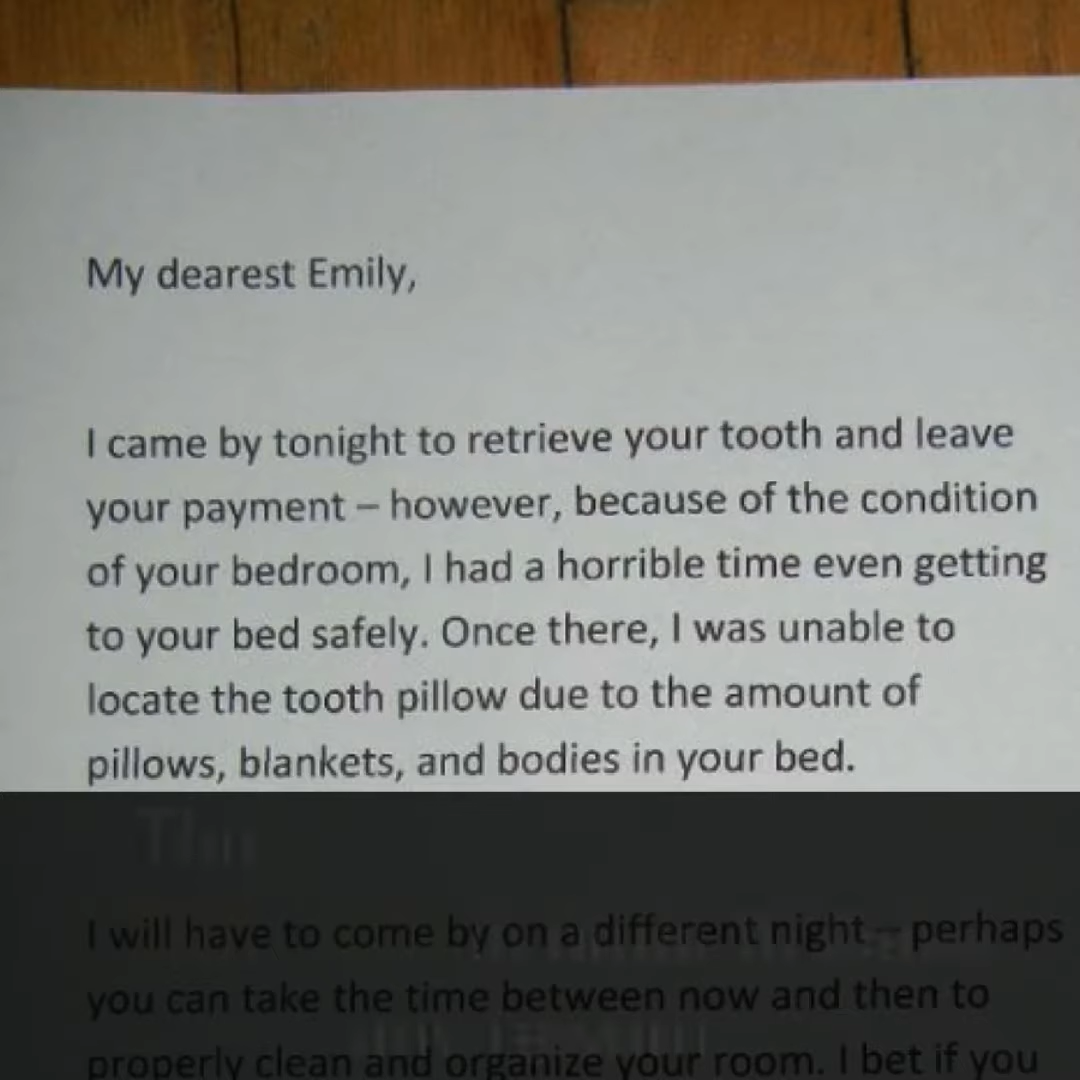 My dearest Emily,
I came by tonight to retrieve your tooth and leave
your payment – however, because of the condition
of your bedroom, I had a horrible time even getting
to your bed safely. Once there, I was unable to
locate the tooth pillow due to the amount of
pillows, blankets, and bodies in your bed.
I will have to come by on a different night – perhaps
you can take the time between now and then to
properly clean and organize your room. I bet if you